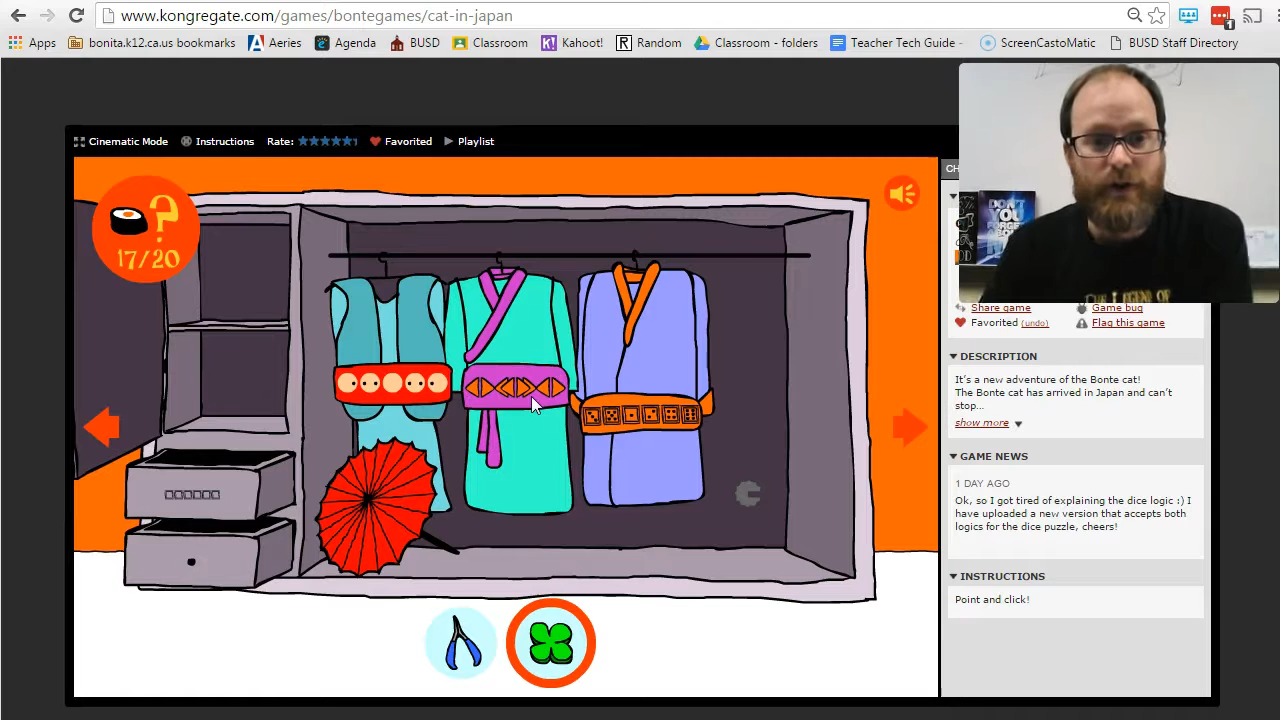 www.kongregate.com/games/bontegames/cat-in-japan
Apps bonita.k12.ca.us bookmarks Aeries Agenda BUSD Classroom Kahoot! Random Classroom - folders Teacher Tech Guide - ScreenCastoMatic BUSD Staff Directory
Cinematic Mode Instructions Rate: Favorited Playlist
CH
?
17/20
DON'T
YOU
Share game Game bug
Favorited (undo) Flag this game
DESCRIPTION
It's a new adventure of the Bonte cat!
The Bonte cat has arrived in Japan and can't
stop...
show more
GAME NEWS
1 DAY AGO
Ok, so I got tired of explaining the dice logic :) I
have uploaded a new version that accepts both
logics for the dice puzzle, cheers!
INSTRUCTIONS
Point and click!